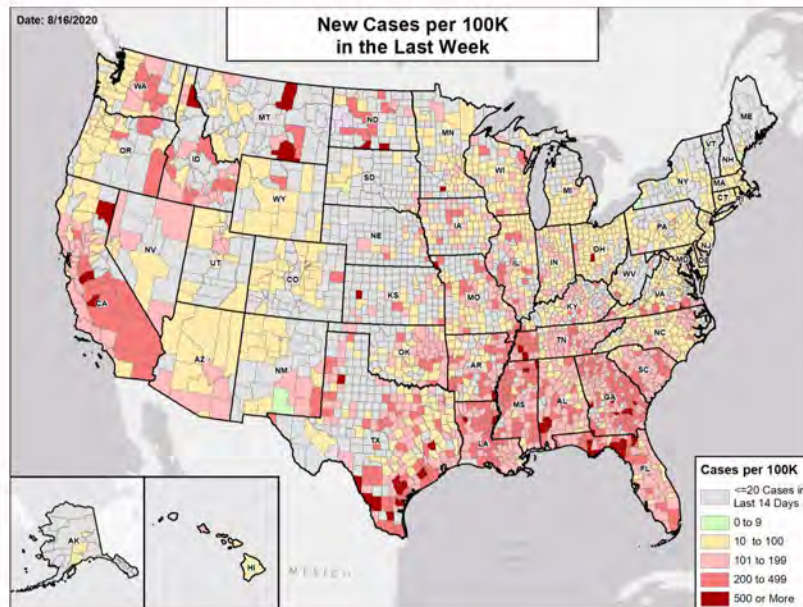 Date: 8/16/2020
New Cases per 100K
in the Last Week
WA
MT
ND
MN
ME
VT
NH
OR
ID
SD
WI
MI
NY
MA
CT
WY
NE
IA
PA
NJ
NV
UT
CO
IL
IN
OH
MD
DE
WV
CA
KS
MO
KY
VA
AZ
NM
OK
AR
TN
NC
SC
MS
AL
GA
TX
LA
FL
AK
HI
MEXICO
Cases per 100K
<=20 Cases in
Last 14 Days
0 to 9
10 to 100
101 to 199
200 to 499
500 or More